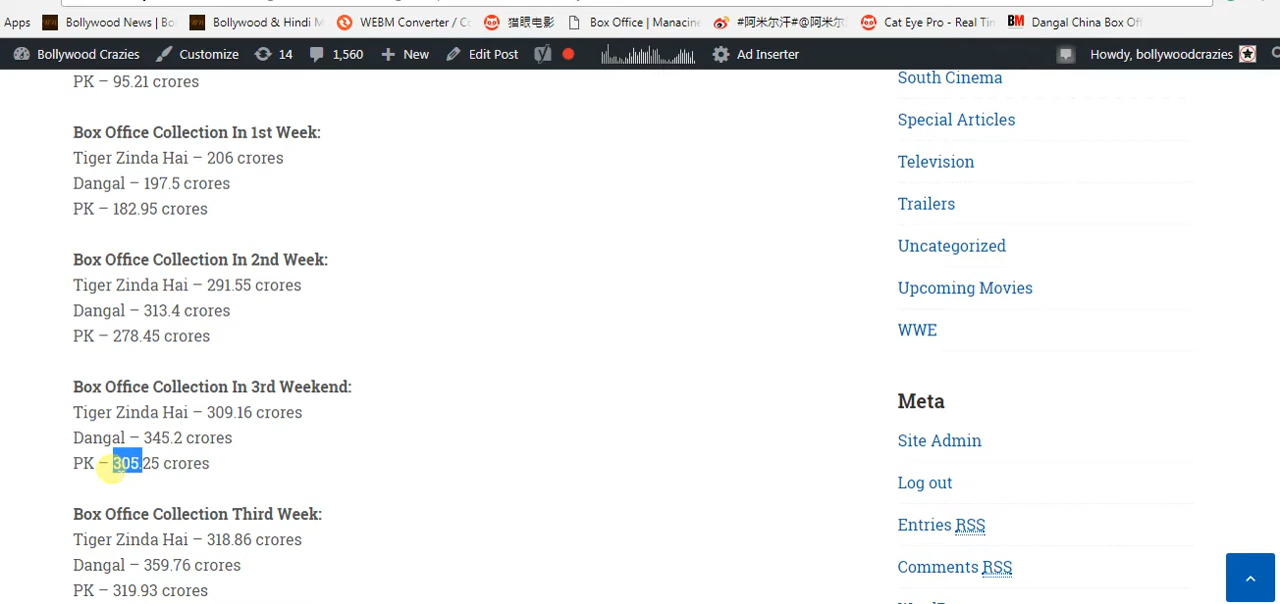 Apps Bollywood News | Bo Bollywood & Hindi M WEBM Converter / Co 猫眼电影 Box Office | Manacine #阿米尔汗#@阿米尔 Cat Eye Pro - Real Tim BM Dangal China Box Off
Bollywood Crazies Customize 14 1,560 New Edit Post Ad Inserter Howdy, bollywoodcrazies
PK – 95.21 crores
Box Office Collection In 1st Week:
Tiger Zinda Hai – 206 crores
Dangal – 197.5 crores
PK – 182.95 crores
Box Office Collection In 2nd Week:
Tiger Zinda Hai – 291.55 crores
Dangal – 313.4 crores
PK – 278.45 crores
Box Office Collection In 3rd Weekend:
Tiger Zinda Hai – 309.16 crores
Dangal – 345.2 crores
PK – 305.25 crores
Box Office Collection Third Week:
Tiger Zinda Hai – 318.86 crores
Dangal – 359.76 crores
PK – 319.93 crores
South Cinema
Special Articles
Television
Trailers
Uncategorized
Upcoming Movies
WWE
Meta
Site Admin
Log out
Entries RSS
Comments RSS